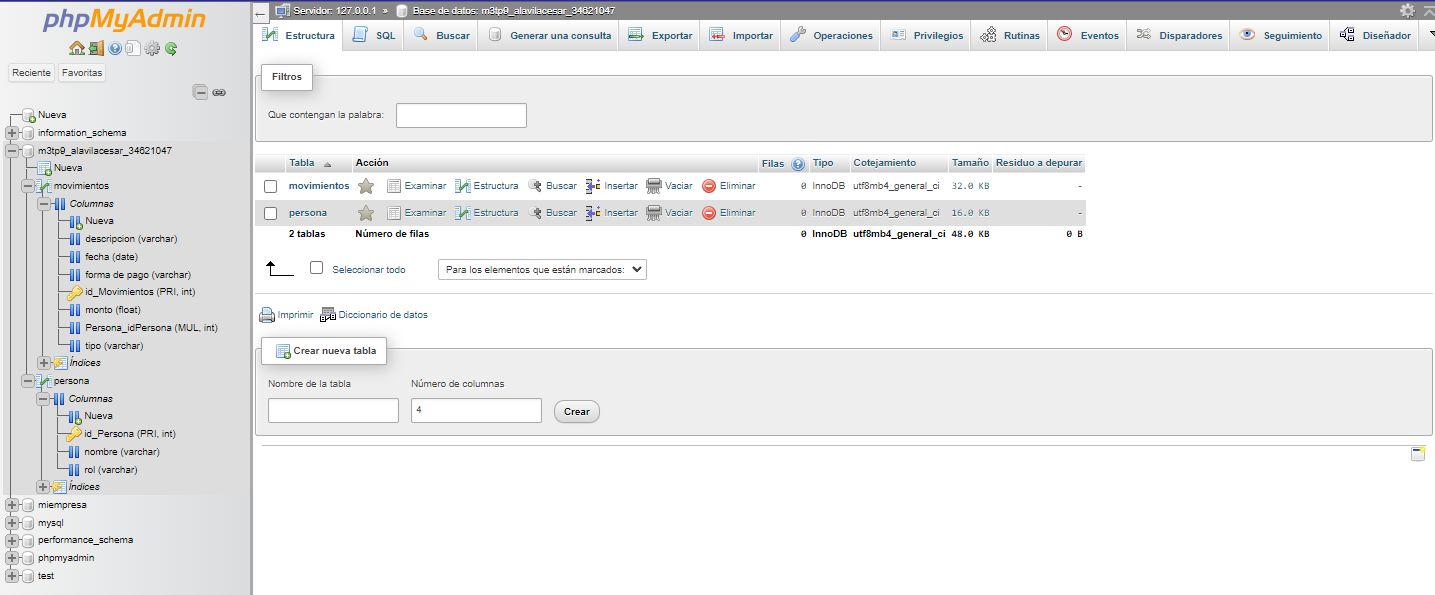 phpMyAdmin
Reciente Favoritas
Nueva
information_schema
m3tp9_alavilacesar_34621047
Nueva
movimientos
Columnas
Nueva
descripcion (varchar)
fecha (date)
forma de pago (varchar)
id_Movimientos (PRI, int)
monto (float)
Persona_idPersona (MUL, int)
tipo (varchar)
Índices
persona
Columnas
Nueva
id_Persona (PRI, int)
nombre (varchar)
rol (varchar)
Índices
miempresa
mysql
performance_schema
phpmyadmin
test
Servidor: 127.0.0.1 » Base de datos: m3tp9_alavilacesar_34621047
Estructura SQL Buscar Generar una consulta Exportar Importar Operaciones Privilegios Rutinas Eventos Disparadores Seguimiento Diseñador
Filtros
Que contengan la palabra:
Tabla Acción Filas Tipo Cotejamiento Tamaño Residuo a depurar
movimientos Examinar Estructura Buscar Insertar Vaciar Eliminar 0 InnoDB utf8mb4_general_ci 32.0 KB -
persona Examinar Estructura Buscar Insertar Vaciar Eliminar 0 InnoDB utf8mb4_general_ci 16.0 KB -
2 tablas Número de filas 0 InnoDB utf8mb4_general_ci 48.0 KB 0 B
Seleccionar todo Para los elementos que están marcados:
Imprimir Diccionario de datos
Crear nueva tabla
Nombre de la tabla Número de columnas
4 Crear